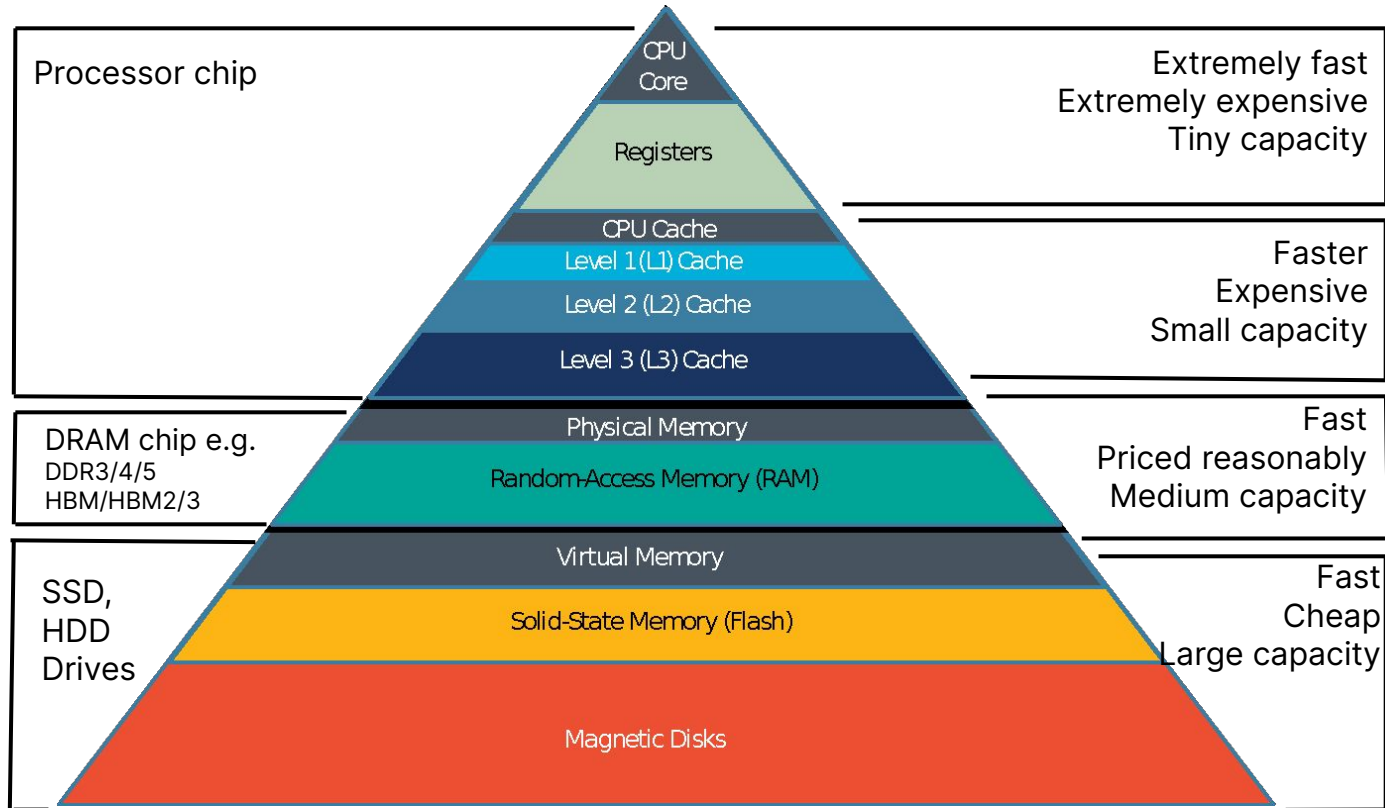 Processor chip
CPU
Core
Registers
CPU Cache
Level 1 (L1) Cache
Level 2 (L2) Cache
Level 3 (L3) Cache
Extremely fast
Extremely expensive
Tiny capacity
Faster
Expensive
Small capacity
DRAM chip e.g.
DDR3/4/5
HBM/HBM2/3
Physical Memory
Random-Access Memory (RAM)
Fast
Priced reasonably
Medium capacity
SSD,
HDD
Drives
Virtual Memory
Solid-State Memory (Flash)
Magnetic Disks
Fast
Cheap
Large capacity